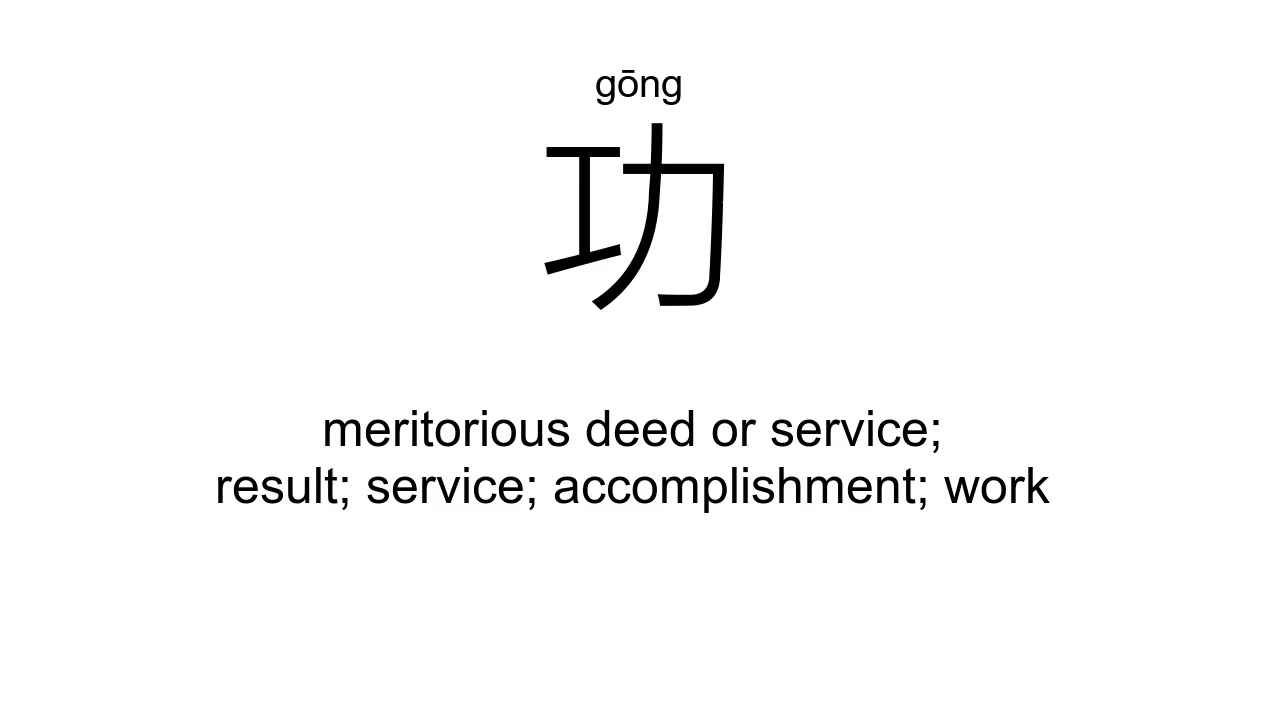 gōng
功
meritorious deed or service;
result; service; accomplishment; work